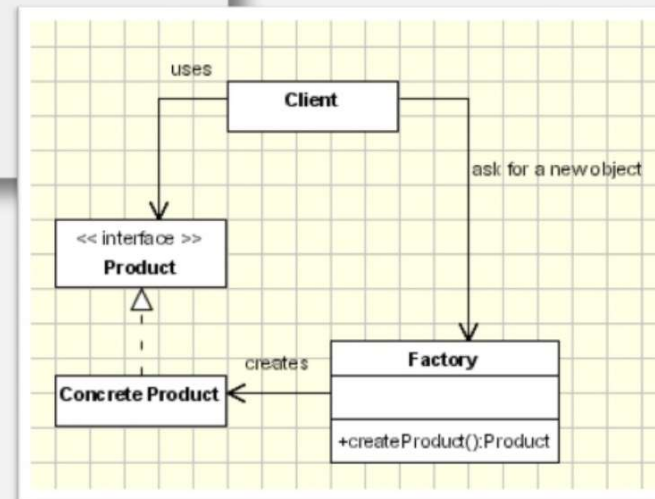 uses
Client
ask for a new object
<< interface >>
Product
creates
Factory
Concrete Product
+createProduct():Product